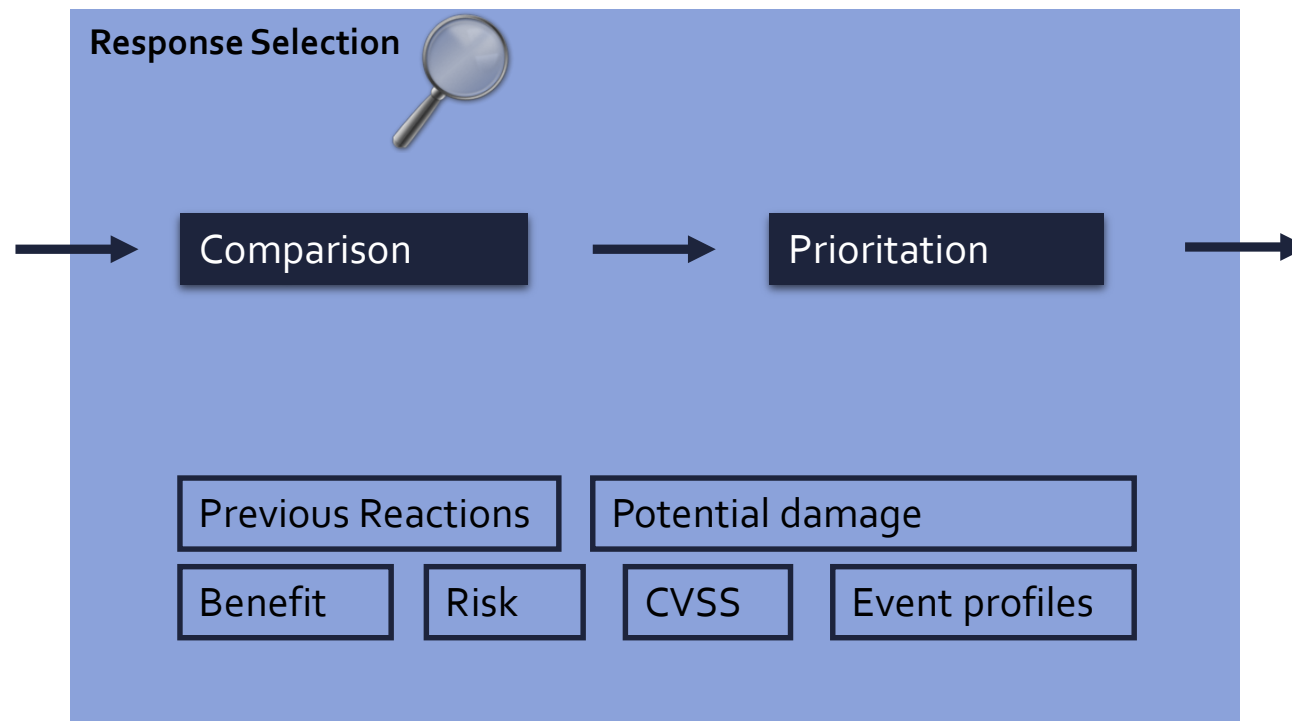 Response Selection
Comparison
Prioritation
Previous Reactions
Potential damage
Benefit
Risk
CVSS
Event profiles